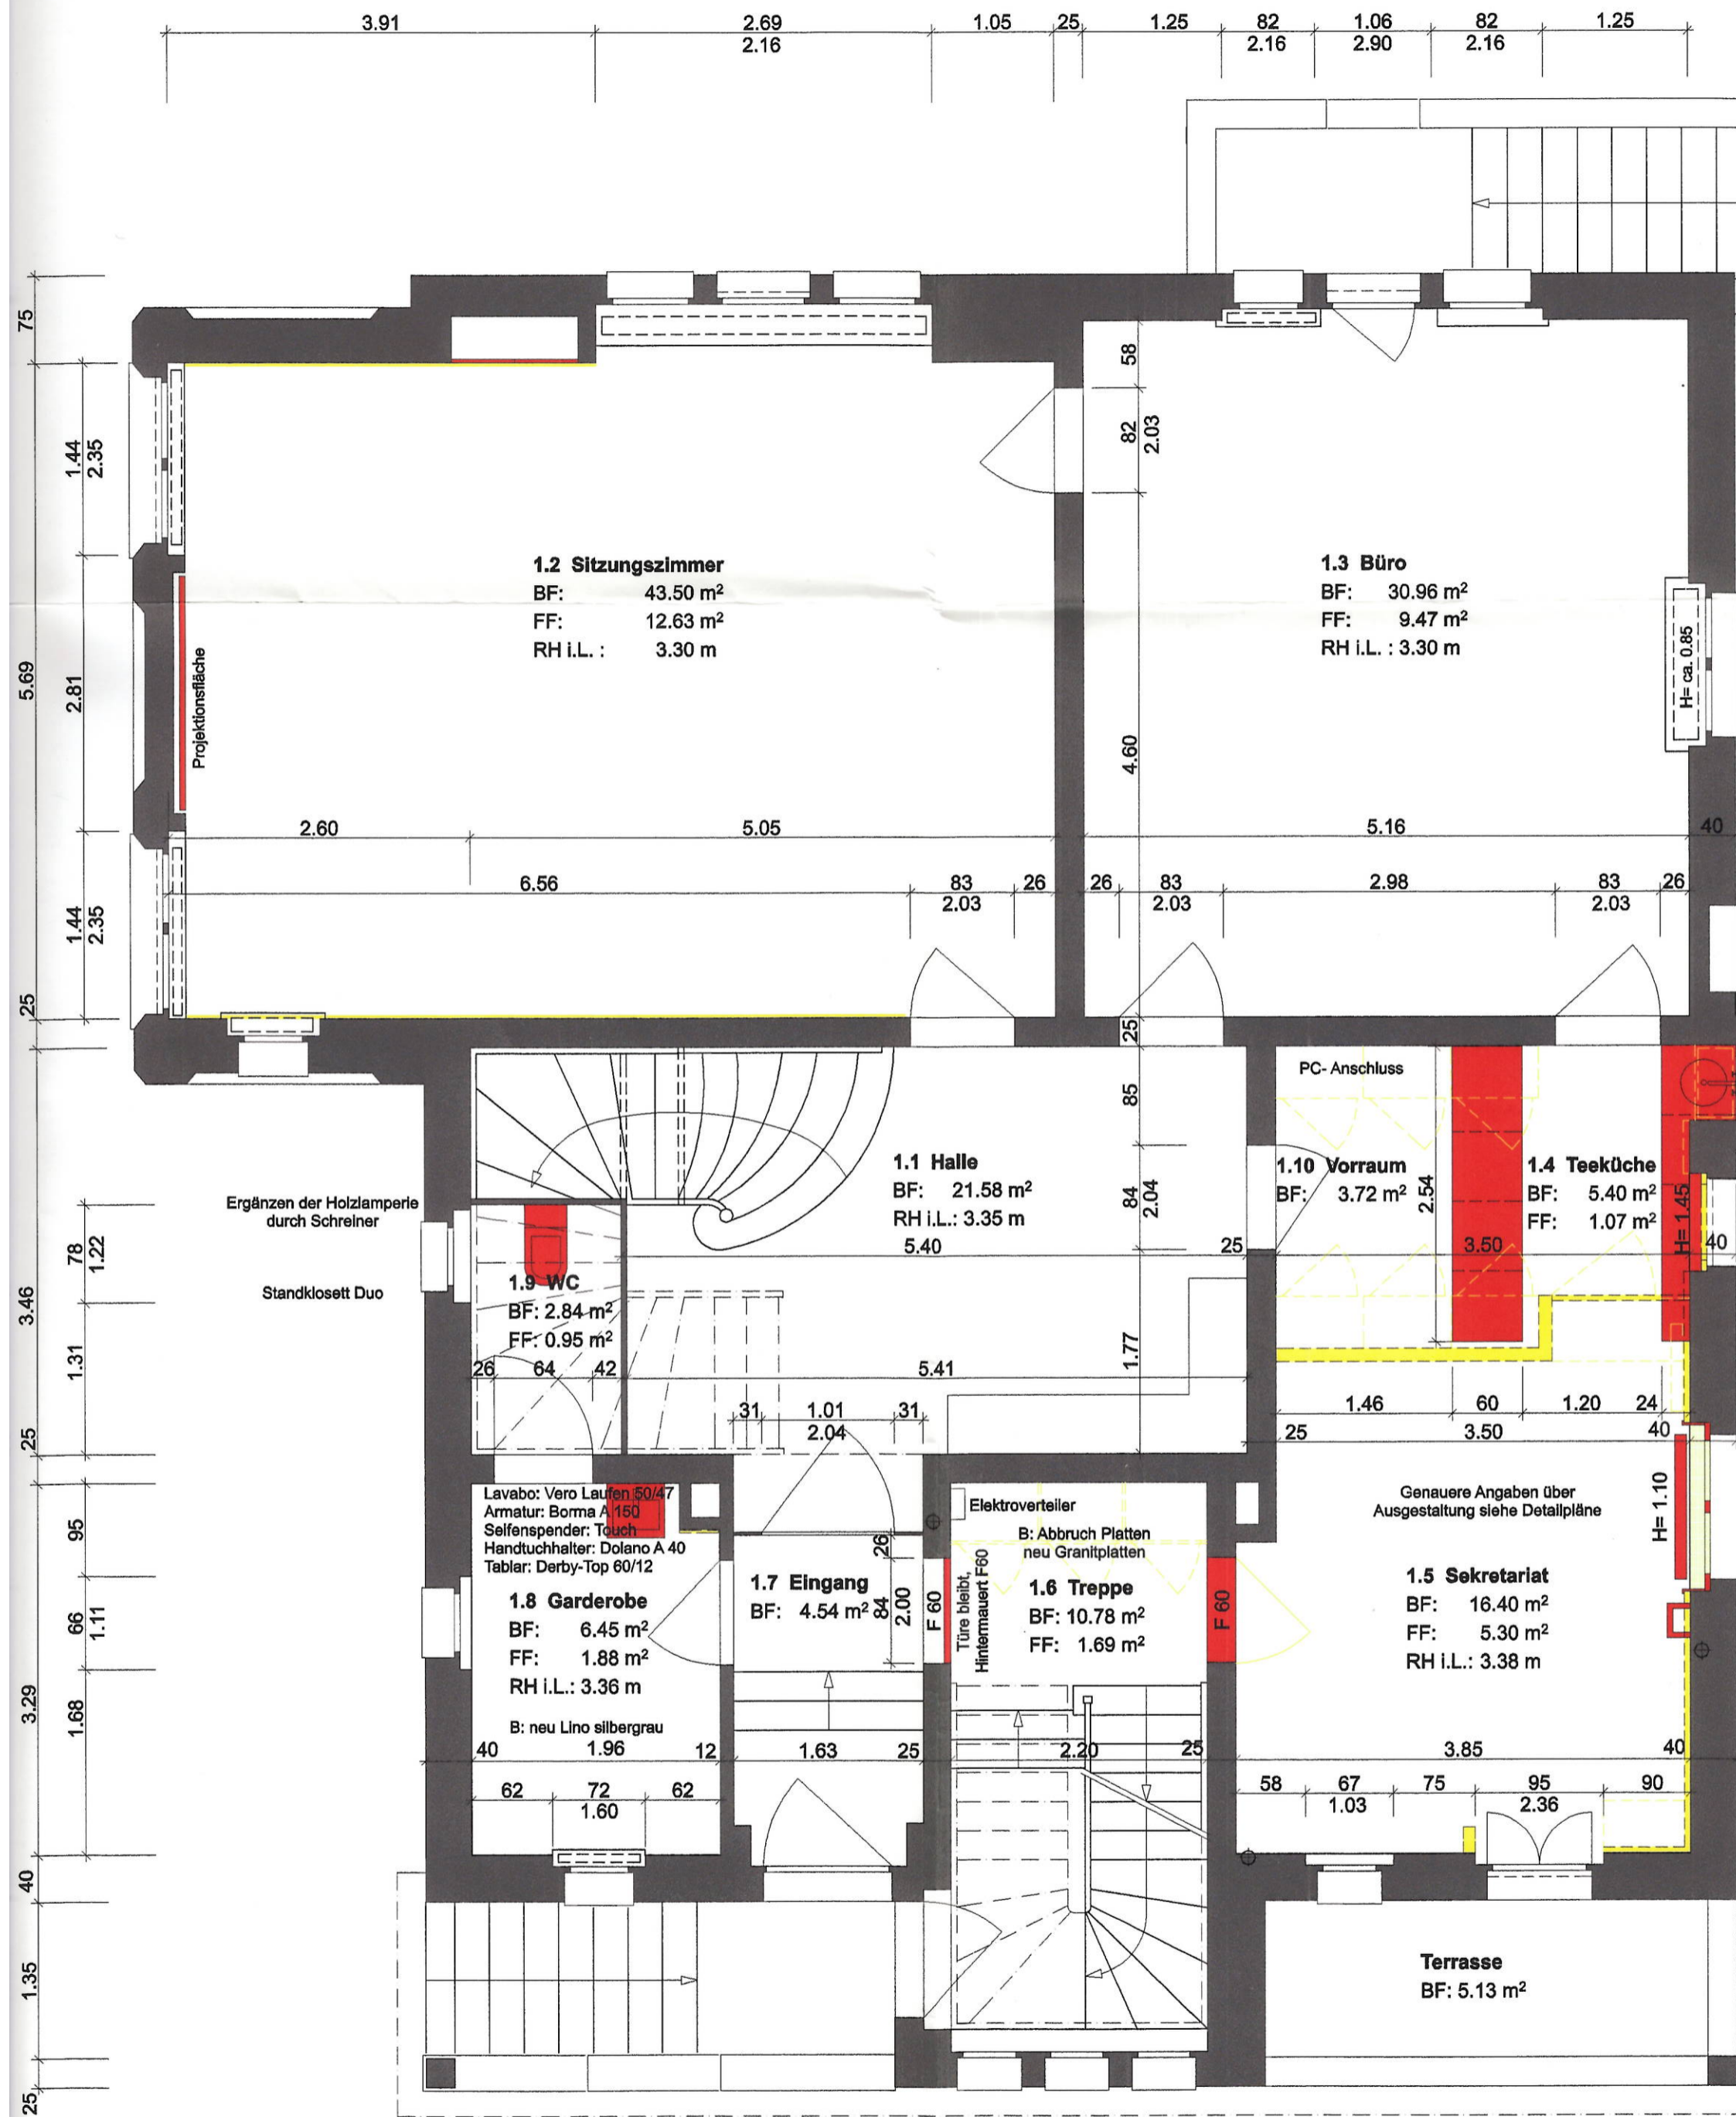 3.91
2.69
2.16
1.05
25
1.25
82
2.16
1.06
2.90
82
2.16
1.25
75
5.69
25
3.46
25
3.29
40
1.35
25
1.44
2.35
2.81
1.44
2.35
78
1.22
1.31
95
66
1.11
1.68
1.2 Sitzungszimmer
BF: 43.50 m²
FF: 12.63 m²
RH i.L. : 3.30 m
Projektionsfläche
2.60
5.05
6.56
83
2.03
26
58
82
2.03
4.60
1.3 Büro
BF: 30.96 m²
FF: 9.47 m²
RH i.L. : 3.30 m
H= ca. 0.85
5.16
40
26
83
2.03
2.98
83
2.03
26
25
85
84
2.04
1.77
1.1 Halle
BF: 21.58 m²
RH i.L.: 3.35 m
5.40
25
5.41
31
1.01
2.04
31
PC- Anschluss
1.10 Vorraum
BF: 3.72 m²
2.54
1.4 Teeküche
BF: 5.40 m²
FF: 1.07 m²
H= 1.45
3.50
40
1.46
60
1.20
24
25
3.50
40
Ergänzen der Holzlamperie
durch Schreiner
Standklosett Duo
1.9 WC
BF: 2.84 m²
FF: 0.95 m²
26
64
42
Lavabo: Vero Laufen 50/47
Armatur: Borma A 150
Seifenspender: Touch
Handtuchhalter: Dolano A 40
Tablar: Derby-Top 60/12
1.8 Garderobe
BF: 6.45 m²
FF: 1.88 m²
RH i.L.: 3.36 m
B: neu Lino silbergrau
40
1.96
12
62
72
1.60
62
1.7 Eingang
BF: 4.54 m²
26
84
2.00
F 60
1.63
25
Elektroverteiler
B: Abbruch Platten
neu Granitplatten
Türe bleibt,
Hintermauert F60
1.6 Treppe
BF: 10.78 m²
FF: 1.69 m²
F 60
2.20
25
Genauere Angaben über
Ausgestaltung siehe Detailpläne
H= 1.10
1.5 Sekretariat
BF: 16.40 m²
FF: 5.30 m²
RH i.L.: 3.38 m
3.85
40
58
67
1.03
75
95
2.36
90
Terrasse
BF: 5.13 m²